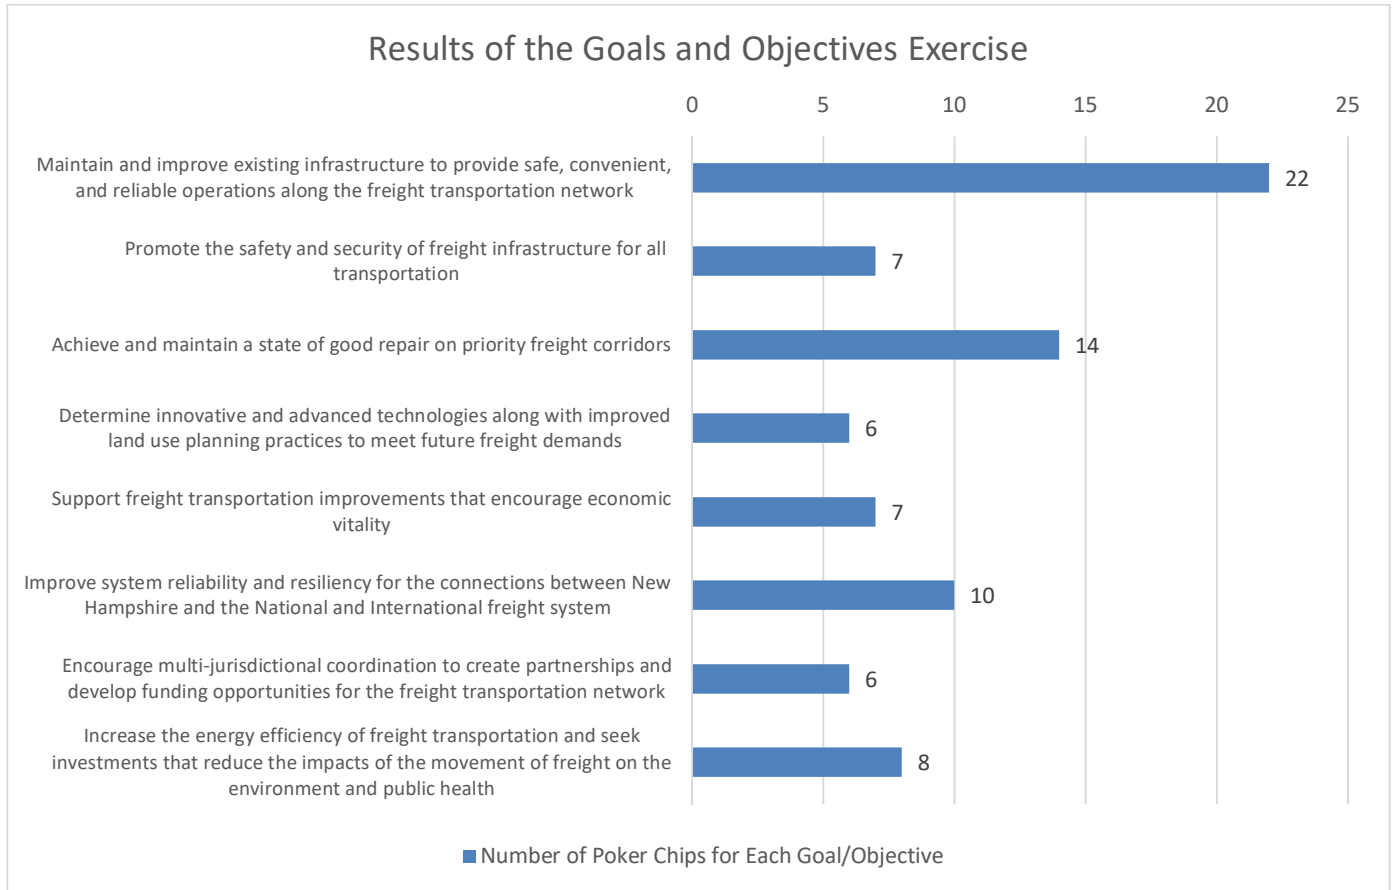 Results of the Goals and Objectives Exercise
0 5 10 15 20 25
Maintain and improve existing infrastructure to provide safe, convenient,
and reliable operations along the freight transportation network
22
Promote the safety and security of freight infrastructure for all
transportation
7
Achieve and maintain a state of good repair on priority freight corridors
14
Determine innovative and advanced technologies along with improved
land use planning practices to meet future freight demands
6
Support freight transportation improvements that encourage economic
vitality
7
Improve system reliability and resiliency for the connections between New
Hampshire and the National and International freight system
10
Encourage multi-jurisdictional coordination to create partnerships and
develop funding opportunities for the freight transportation network
6
Increase the energy efficiency of freight transportation and seek
investments that reduce the impacts of the movement of freight on the
environment and public health
8
Number of Poker Chips for Each Goal/Objective